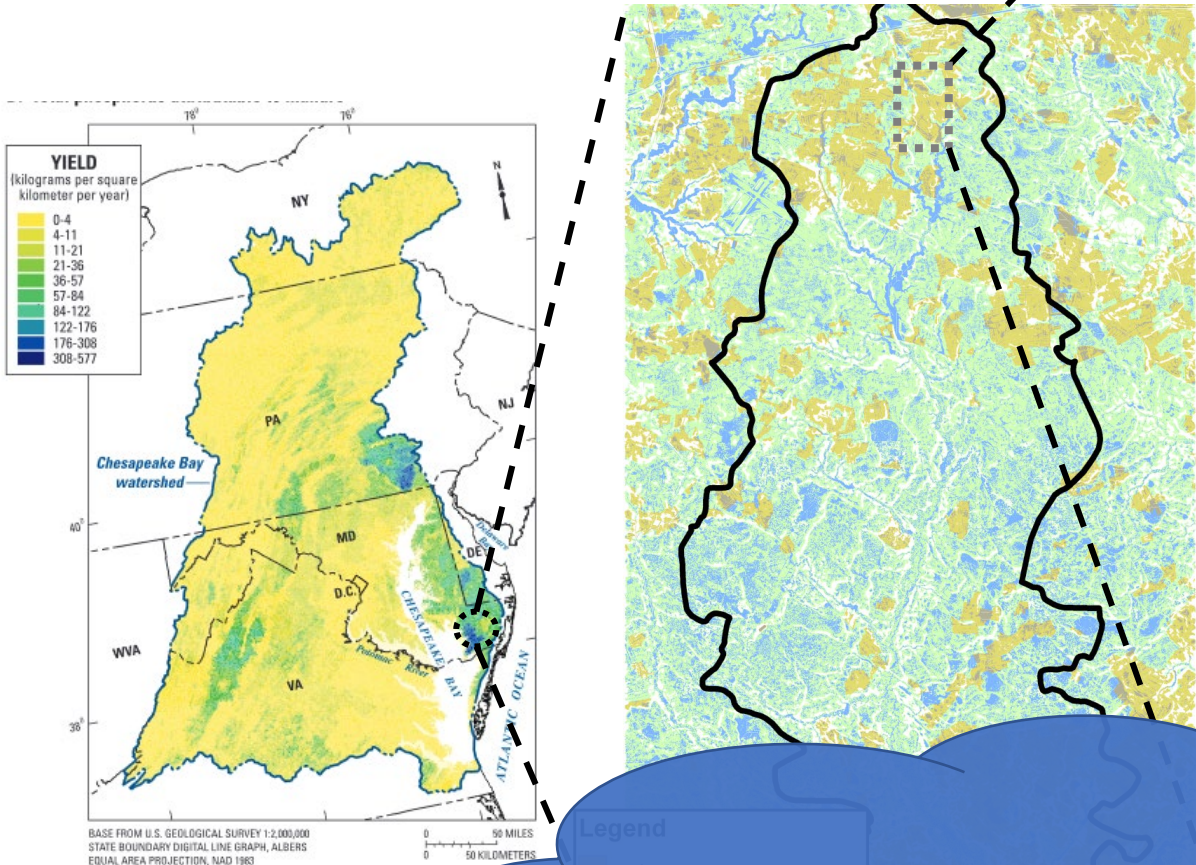 78°
76°
YIELD
(kilograms per square
kilometer per year)
0-4
4-11
11-21
21-36
36-57
57-84
84-122
122-176
176-308
308-577
N
NY
PA
NJ
Chesapeake Bay
watershed
40°
MD
DE
Delaware
Bay
D.C.
WVA
CHESAPEAKE BAY
Potomac
River
VA
38°
ATLANTIC OCEAN
BASE FROM U.S. GEOLOGICAL SURVEY 1:2,000,000
STATE BOUNDARY DIGITAL LINE GRAPH, ALBERS
EQUAL AREA PROJECTION, NAD 1983
0 50 MILES
0 50 KILOMETERS
Legend